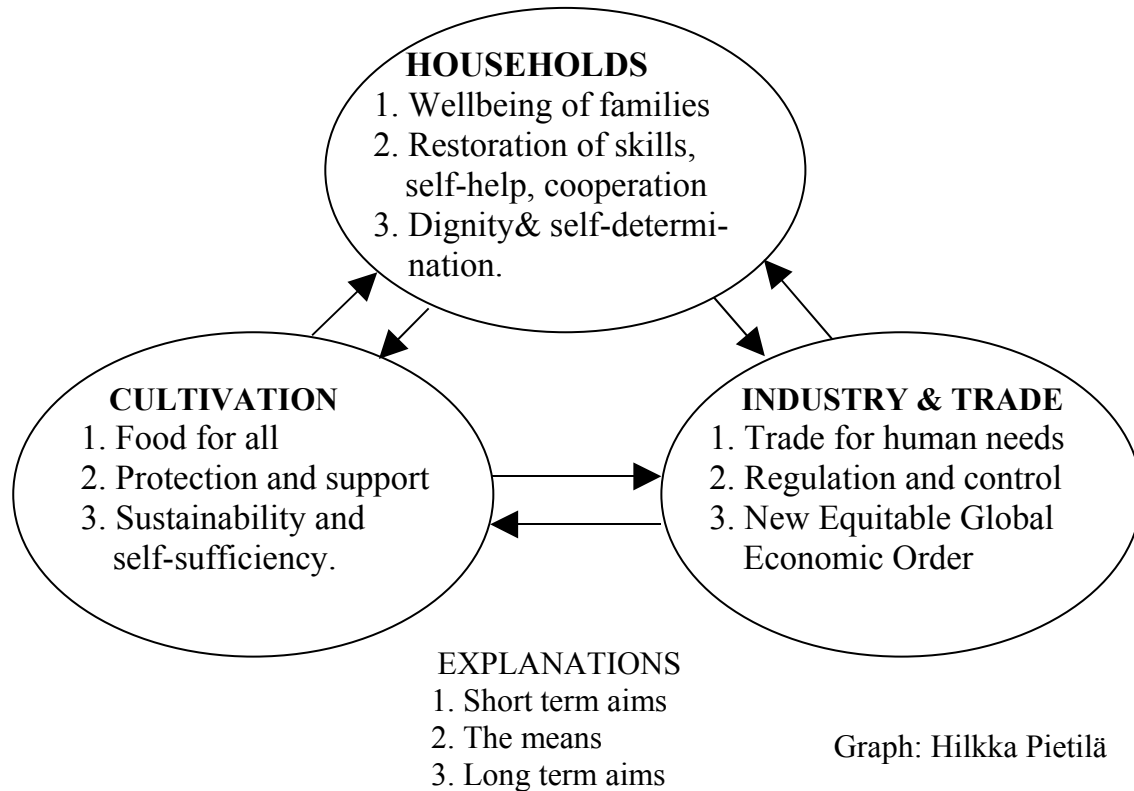 HOUSEHOLDS
1. Wellbeing of families
2. Restoration of skills,
self-help, cooperation
3. Dignity& self-determi-
nation.
CULTIVATION
1. Food for all
2. Protection and support
3. Sustainability and
self-sufficiency.
INDUSTRY & TRADE
1. Trade for human needs
2. Regulation and control
3. New Equitable Global
Economic Order
EXPLANATIONS
1. Short term aims
2. The means
3. Long term aims
Graph: Hilkka Pietilä